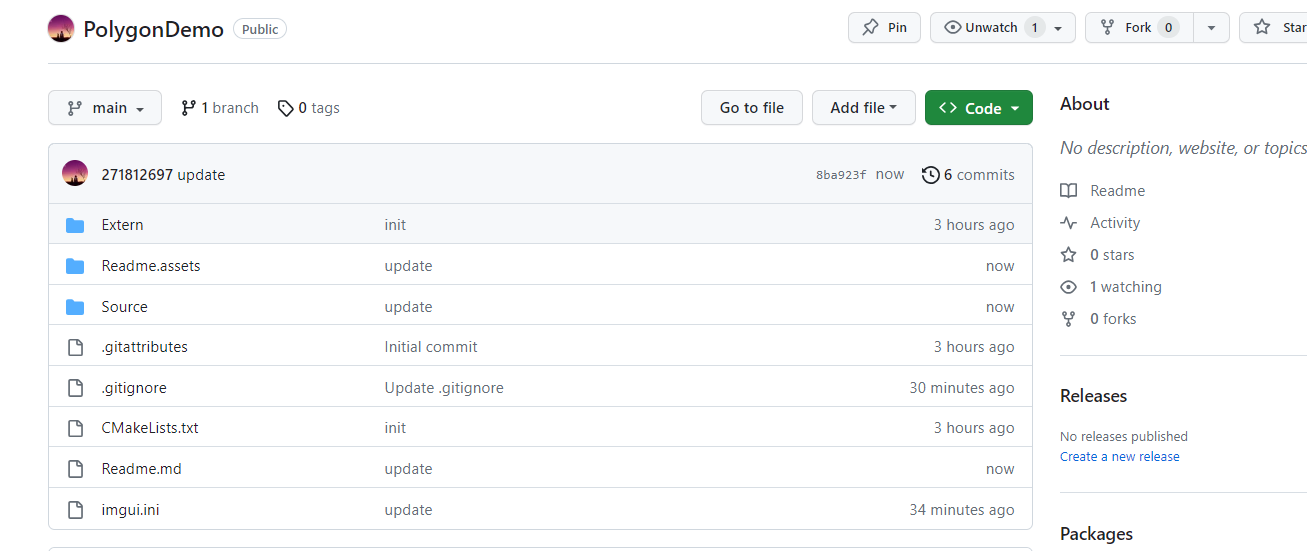 PolygonDemo Public Pin Unwatch 1 Fork 0 Star
main 1 branch 0 tags Go to file Add file Code
About
No description, website, or topics
271812697 update 8ba923f now 6 commits
Readme
Extern init 3 hours ago
Activity
Readme.assets update now
0 stars
Source update now
1 watching
0 forks
.gitattributes Initial commit 3 hours ago
.gitignore Update .gitignore 30 minutes ago
Releases
CMakeLists.txt init 3 hours ago
No releases published
Create a new release
Readme.md update now
imgui.ini update 34 minutes ago
Packages